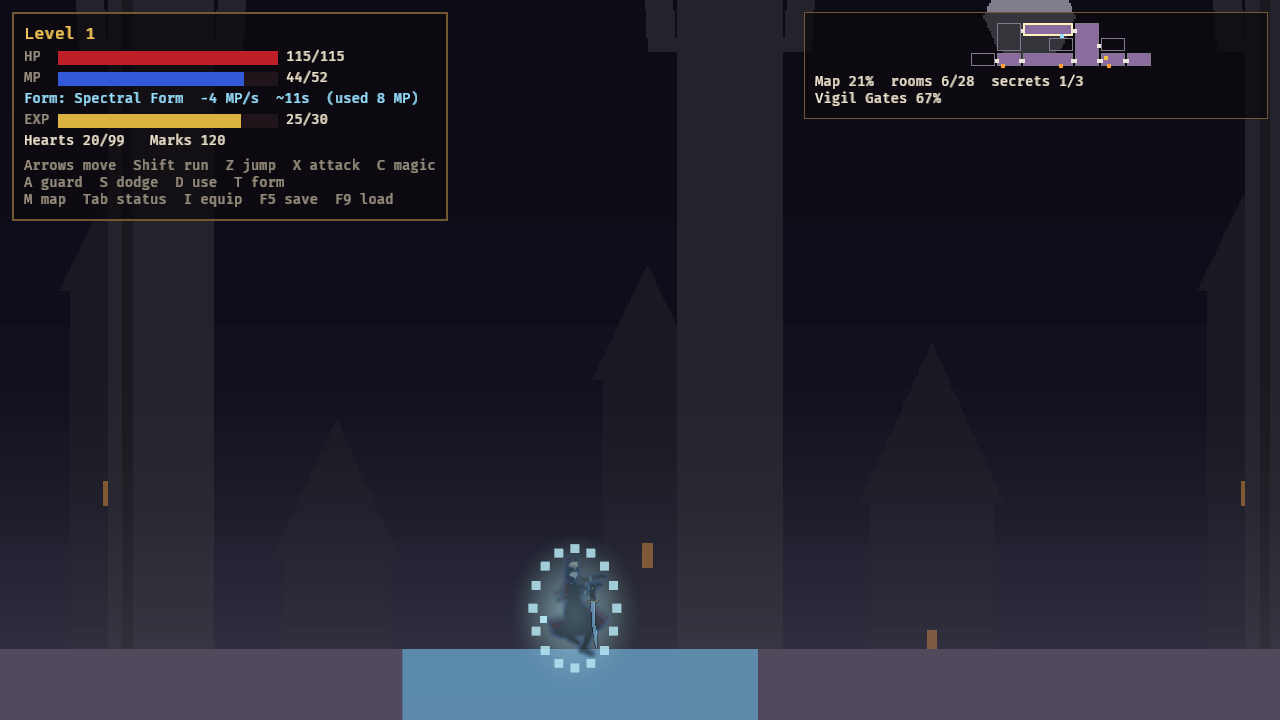 Level 1
HP 115/115
MP 44/52
Form: Spectral Form  -4 MP/s  ~11s  (used 8 MP)
EXP 25/30
Hearts 20/99   Marks 120
Arrows move  Shift run  Z jump  X attack  C magic
A guard  S dodge  D use  T form
M map  Tab status  I equip  F5 save  F9 load
Map 21%  rooms 6/28  secrets 1/3
Vigil Gates 67%